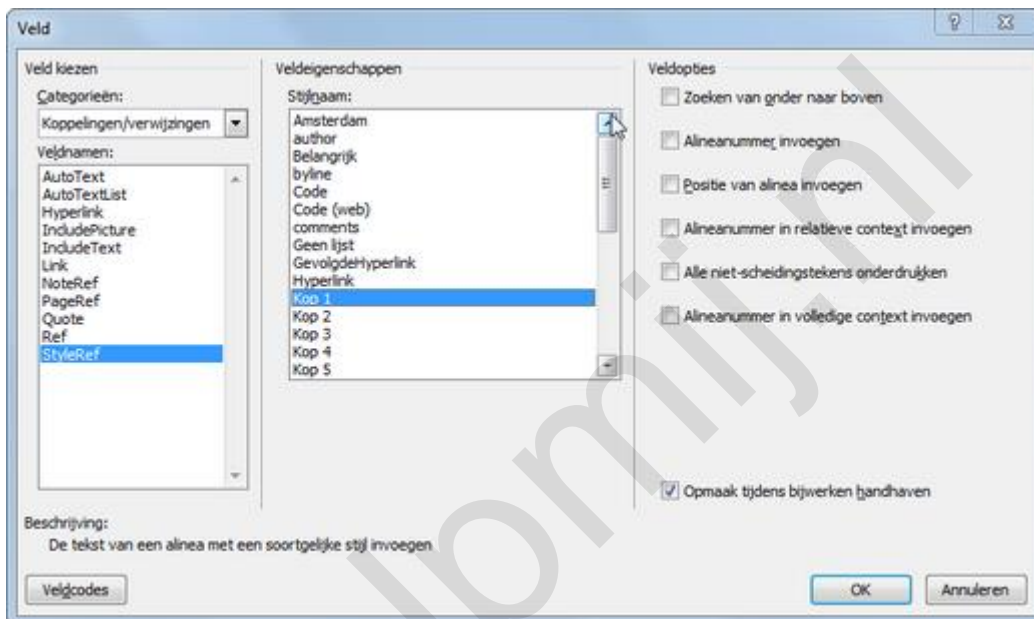 Veld
Veld kiezen
Categorieën:
Koppelingen/verwijzingen
Veldnamen:
AutoText
AutoTextList
Hyperlink
IncludePicture
IncludeText
Link
NoteRef
PageRef
Quote
Ref
StyleRef
Veldeigenschappen
Stijlnaam:
Amsterdam
author
Belangrijk
byline
Code
Code (web)
comments
Geen lijst
GevolgdeHyperlink
Hyperlink
Kop 1
Kop 2
Kop 3
Kop 4
Kop 5
Veldopties
Zoeken van onder naar boven
Alineanummer invoegen
Positie van alinea invoegen
Alineanummer in relatieve context invoegen
Alle niet-scheidingstekens onderdrukken
Alineanummer in volledige context invoegen
Opmaak tijdens bijwerken handhaven
Beschrijving:
De tekst van een alinea met een soortgelijke stijl invoegen
Veldcodes
OK
Annuleren